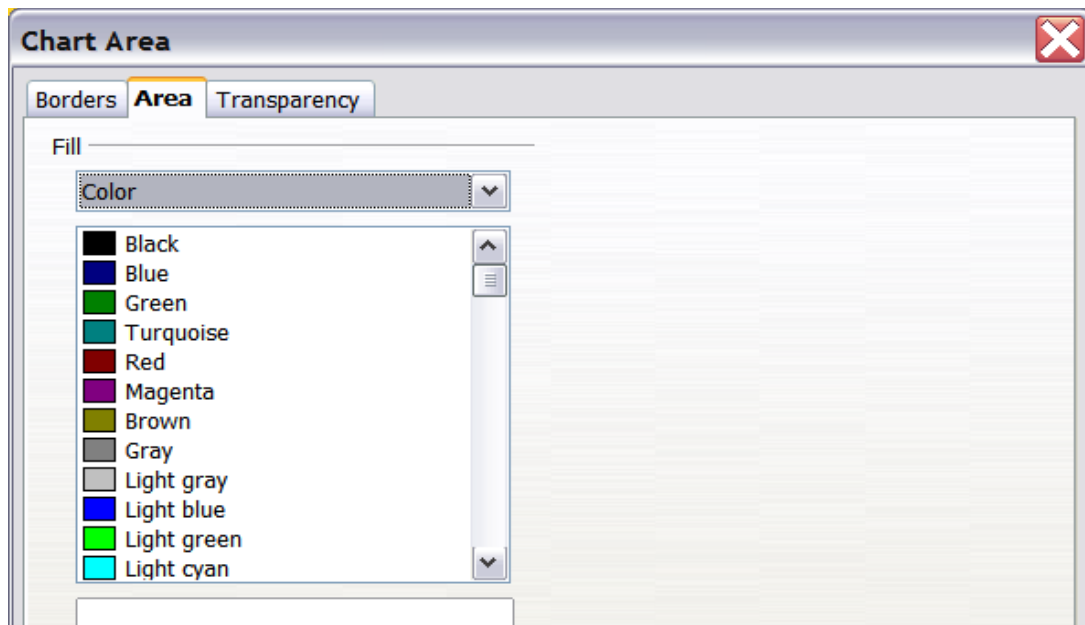 Chart Area
Borders Area Transparency
Fill
Color
Black
Blue
Green
Turquoise
Red
Magenta
Brown
Gray
Light gray
Light blue
Light green
Light cyan